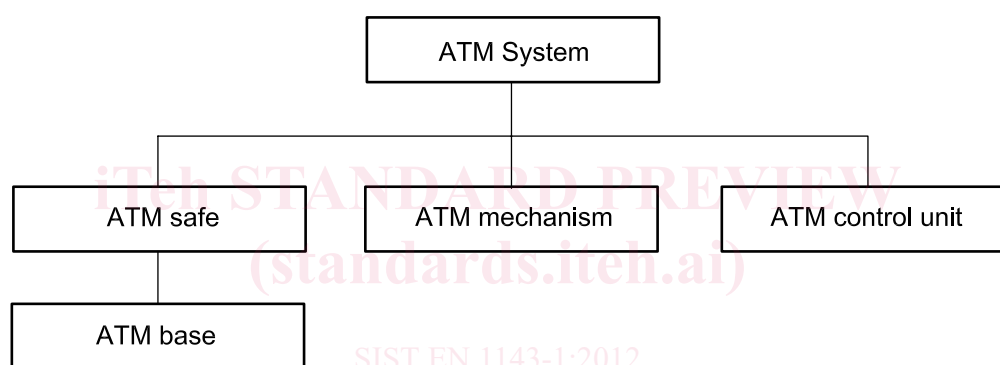 ATM System
iTeh STANDARD PREVIEW
ATM safe
ATM mechanism
ATM control unit
(standards.iteh.ai)
ATM base
SIST EN 1143-1:2012